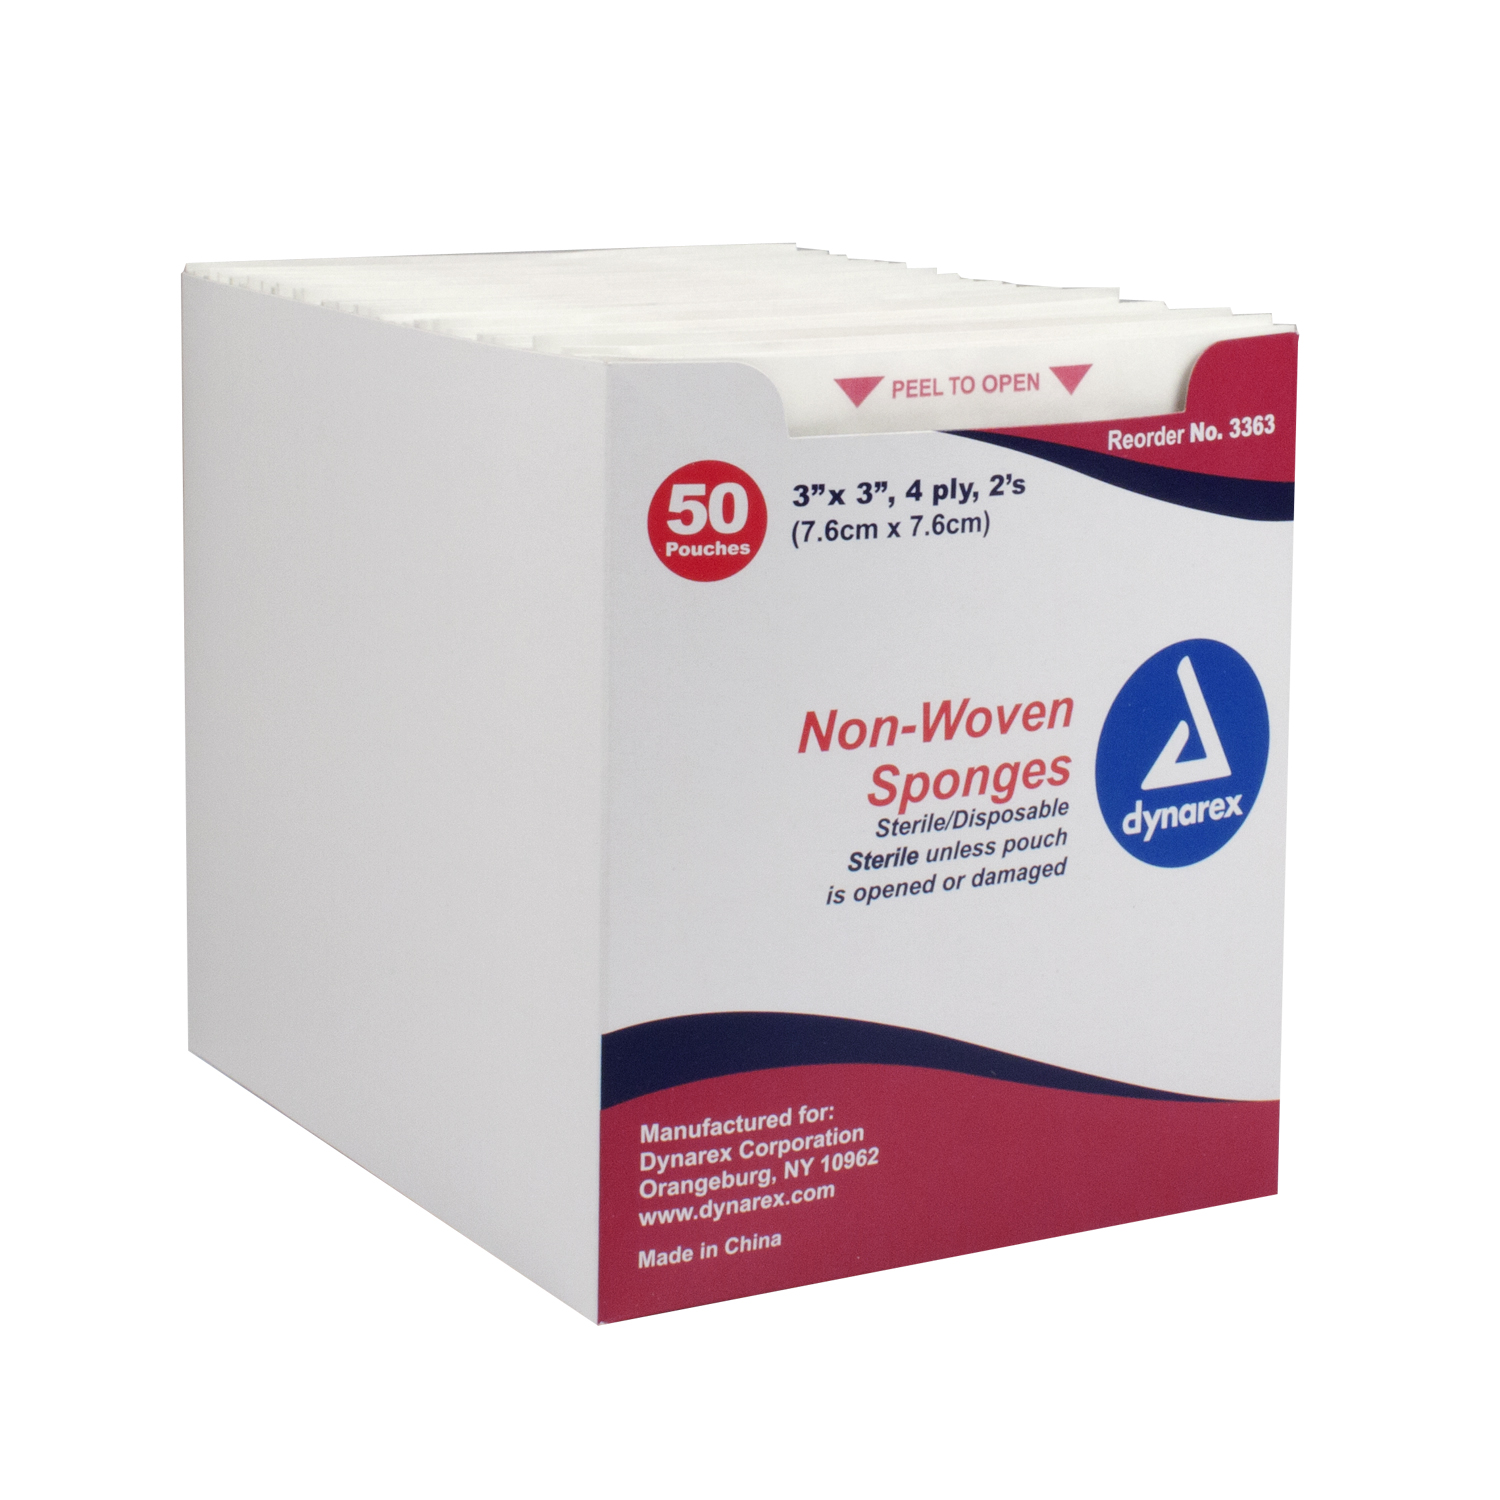 PEEL TO OPEN
Reorder No. 3363
50
Pouches
3”x 3”, 4 ply, 2’s
(7.6cm x 7.6cm)
Non-Woven
Sponges
Sterile/Disposable
Sterile unless pouch
is opened or damaged
dynarex
Manufactured for:
Dynarex Corporation
Orangeburg, NY 10962
www.dynarex.com
Made in China